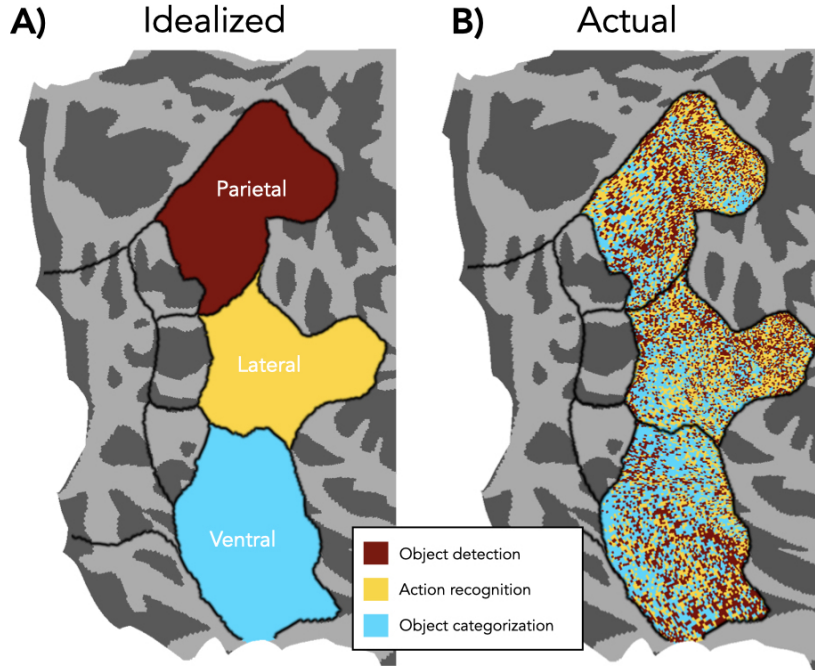 A) Idealized
B) Actual
Parietal
Lateral
Ventral
Object detection
Action recognition
Object categorization